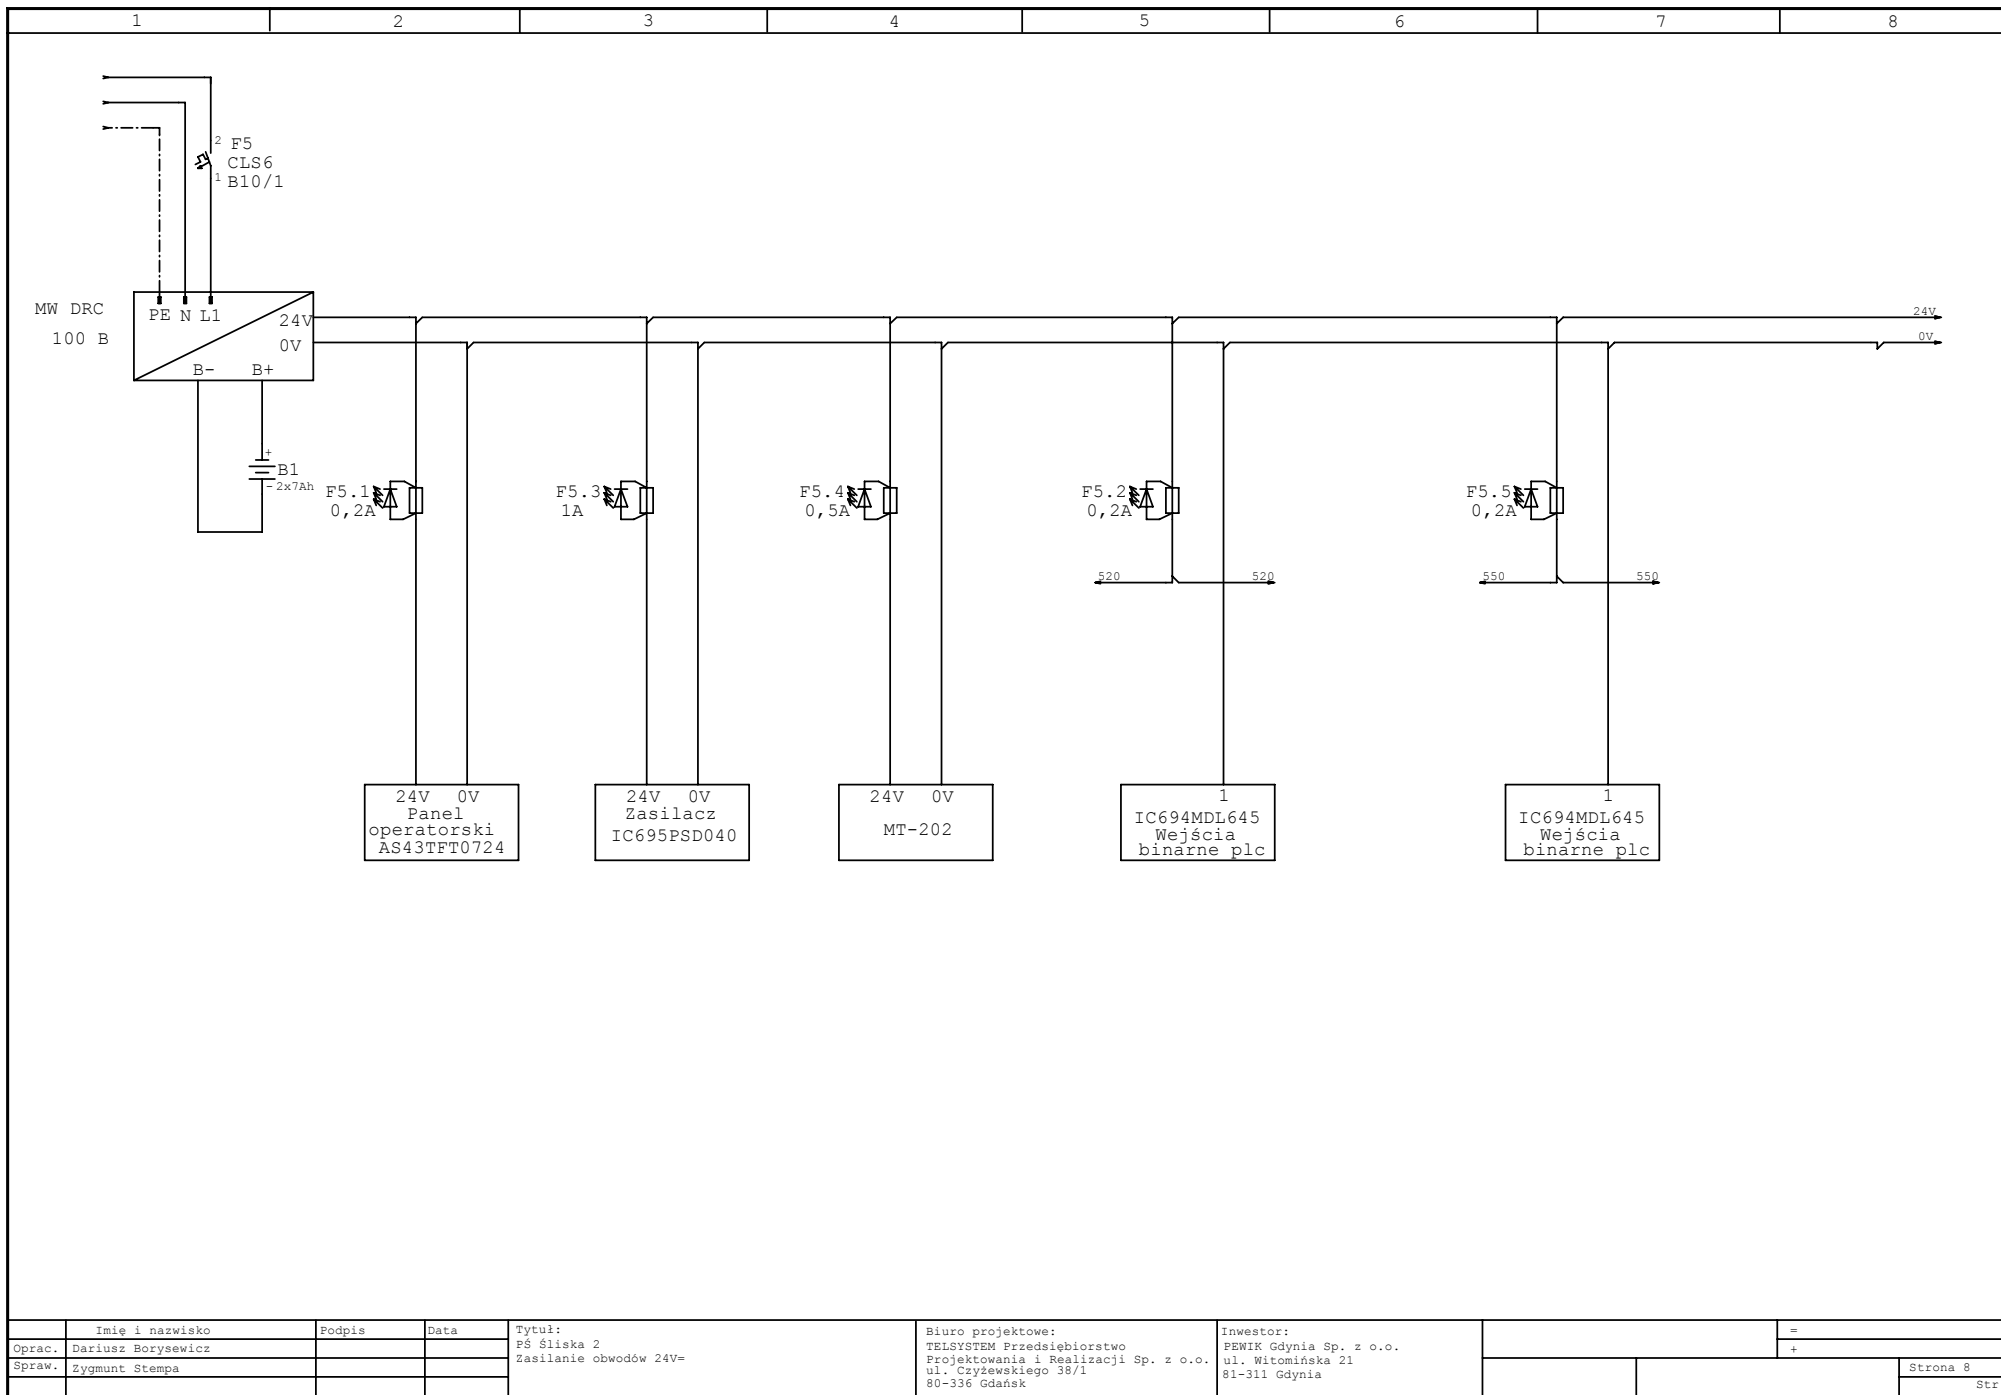 1 2 3 4 5 6 7 8
2 F5
CLS6
1 B10/1
MW DRC
100 B
PE N L1
24V
0V
B- B+
24V
0V
+
B1
- 2x7Ah
F5.1
0,2A
F5.3
1A
F5.4
0,5A
F5.2
0,2A
F5.5
0,2A
520 520
550 550
24V 0V
Panel
operatorski
AS43TFT0724
24V 0V
Zasilacz
IC695PSD040
24V 0V
MT-202
1
IC694MDL645
Wejścia
binarne plc
1
IC694MDL645
Wejścia
binarne plc
Imię i nazwisko Podpis Data
Oprac. Dariusz Borysewicz
Spraw. Zygmunt Stempa
Tytuł:
PŚ Śliska 2
Zasilanie obwodów 24V=
Biuro projektowe:
TELSYSTEM Przedsiębiorstwo
Projektowania i Realizacji Sp. z o.o.
ul. Czyżewskiego 38/1
80-336 Gdańsk
Inwestor:
PEWIK Gdynia Sp. z o.o.
ul. Witomińska 21
81-311 Gdynia
=
+
Strona 8
Str